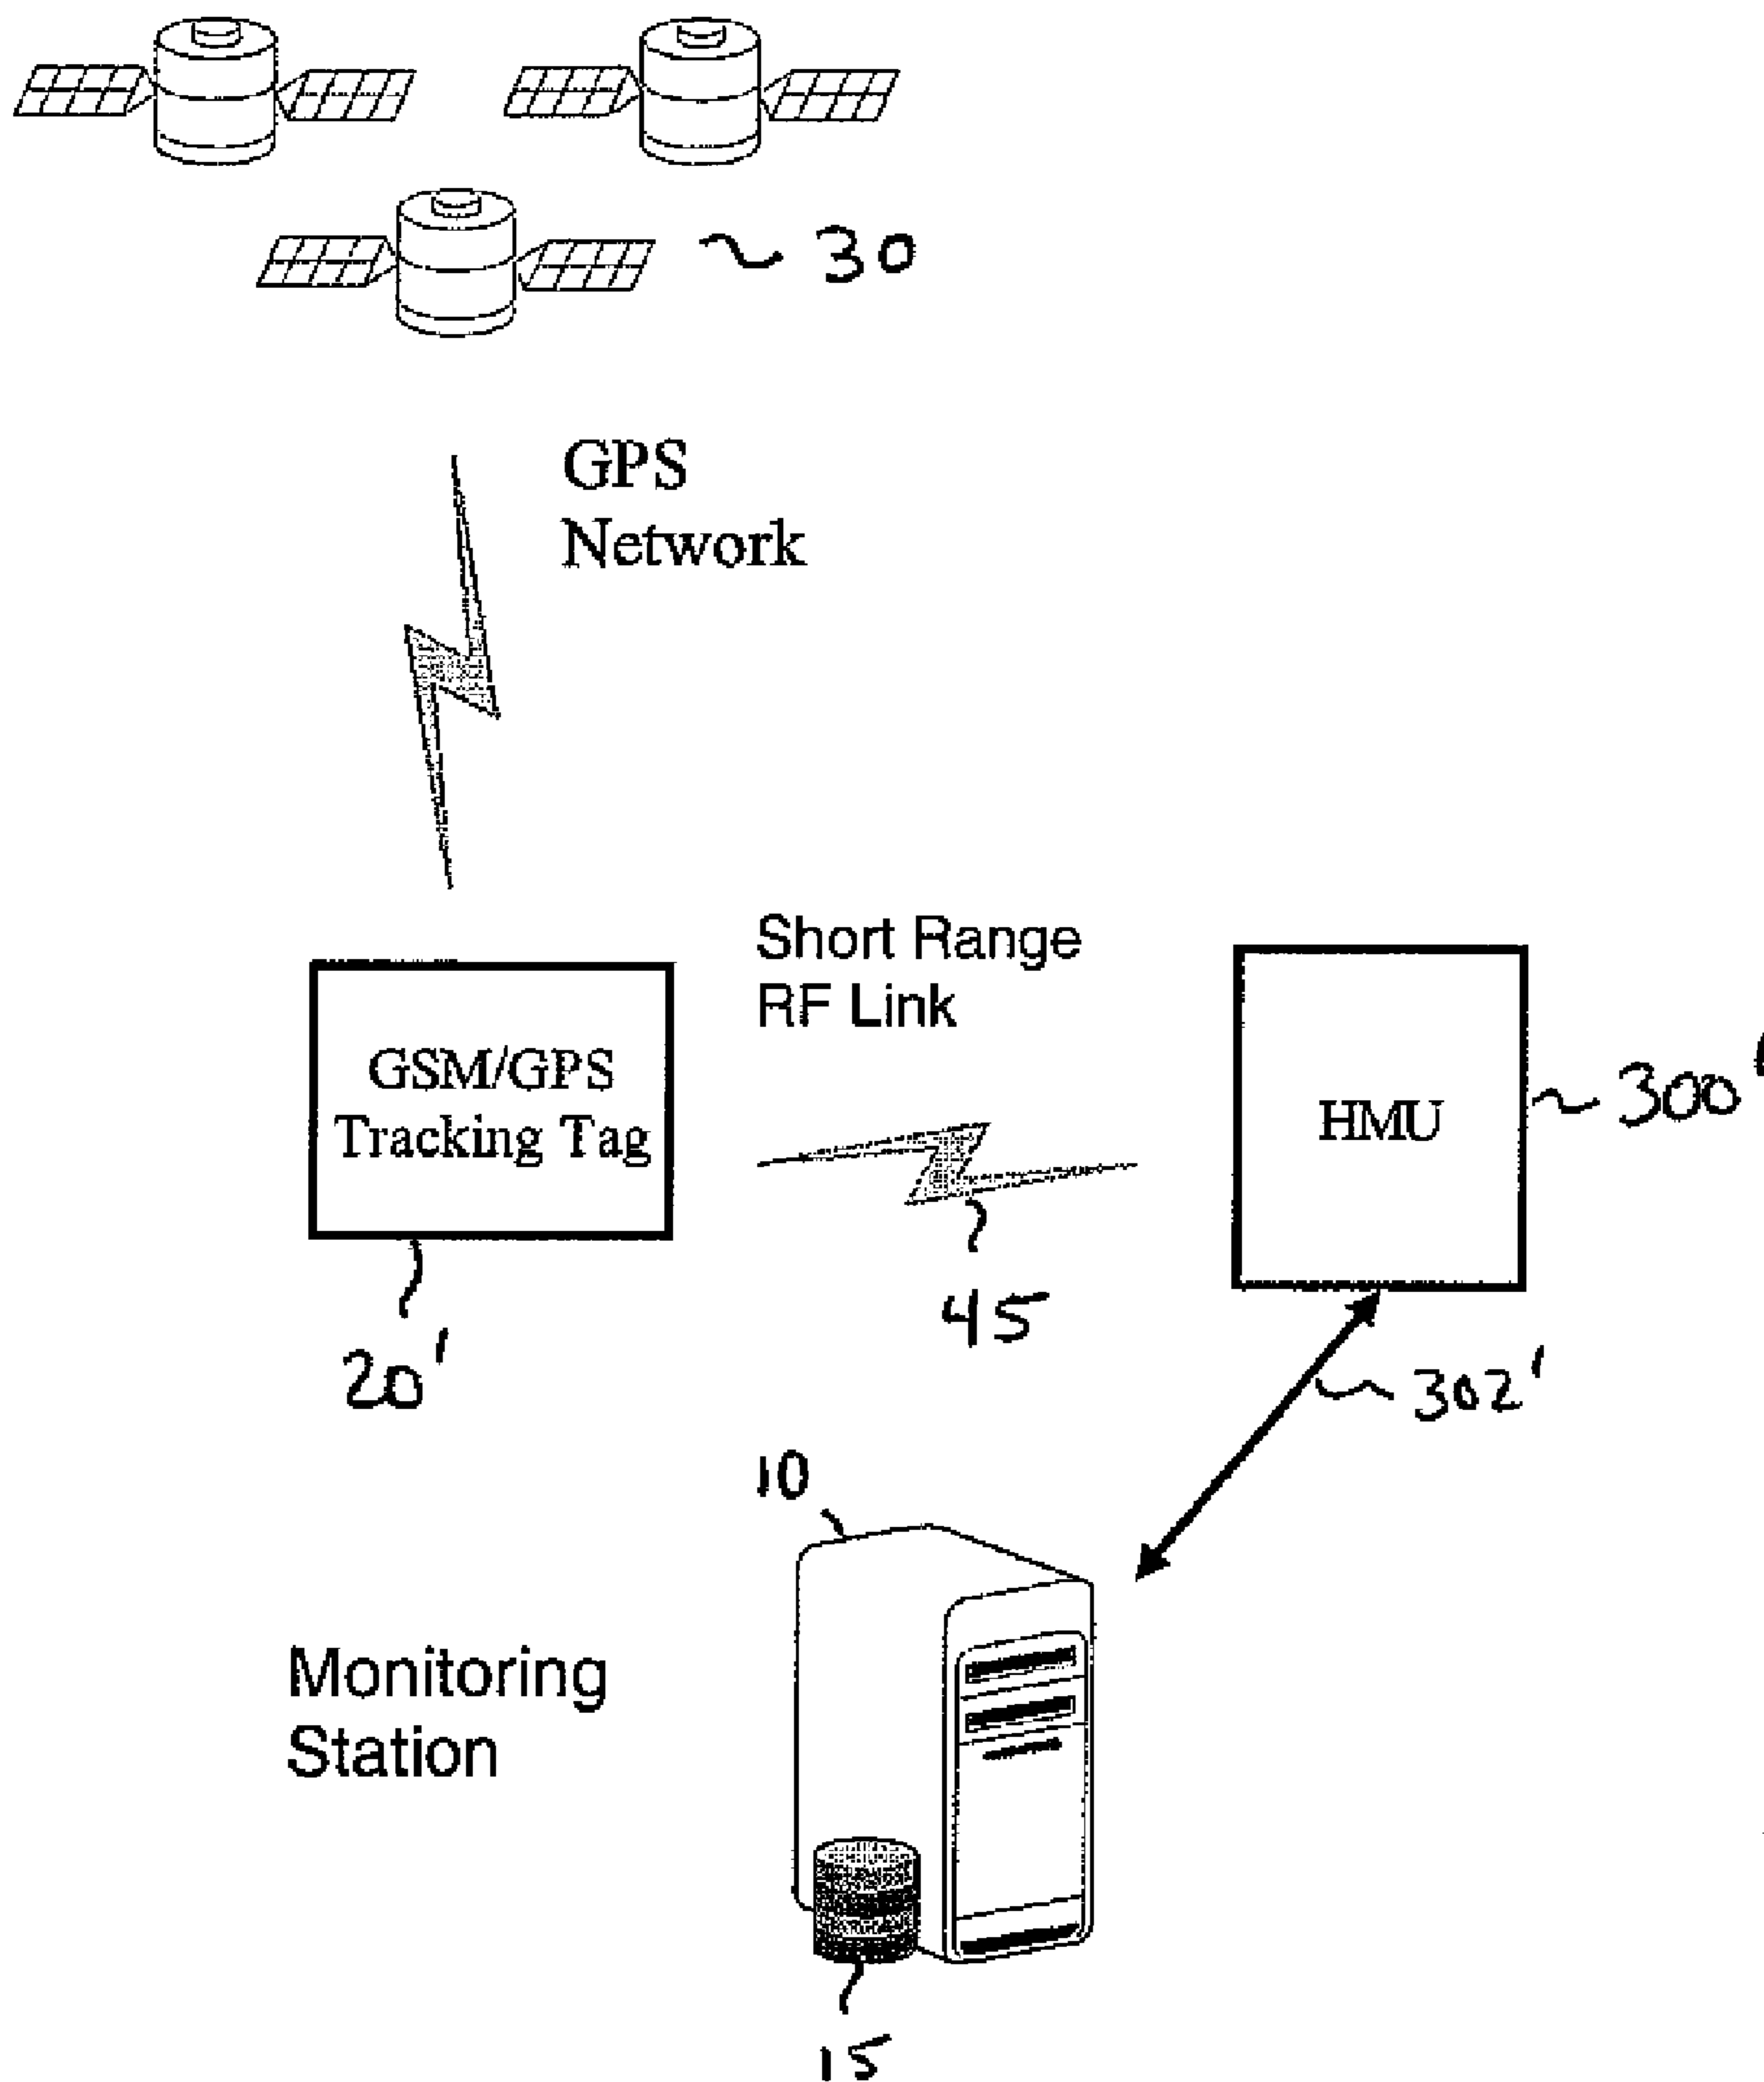 30
GPS
Network
Short Range
RF Link
GSM/GPS
Tracking Tag
HMU
300'
45
20'
302'
10
Monitoring
Station
15